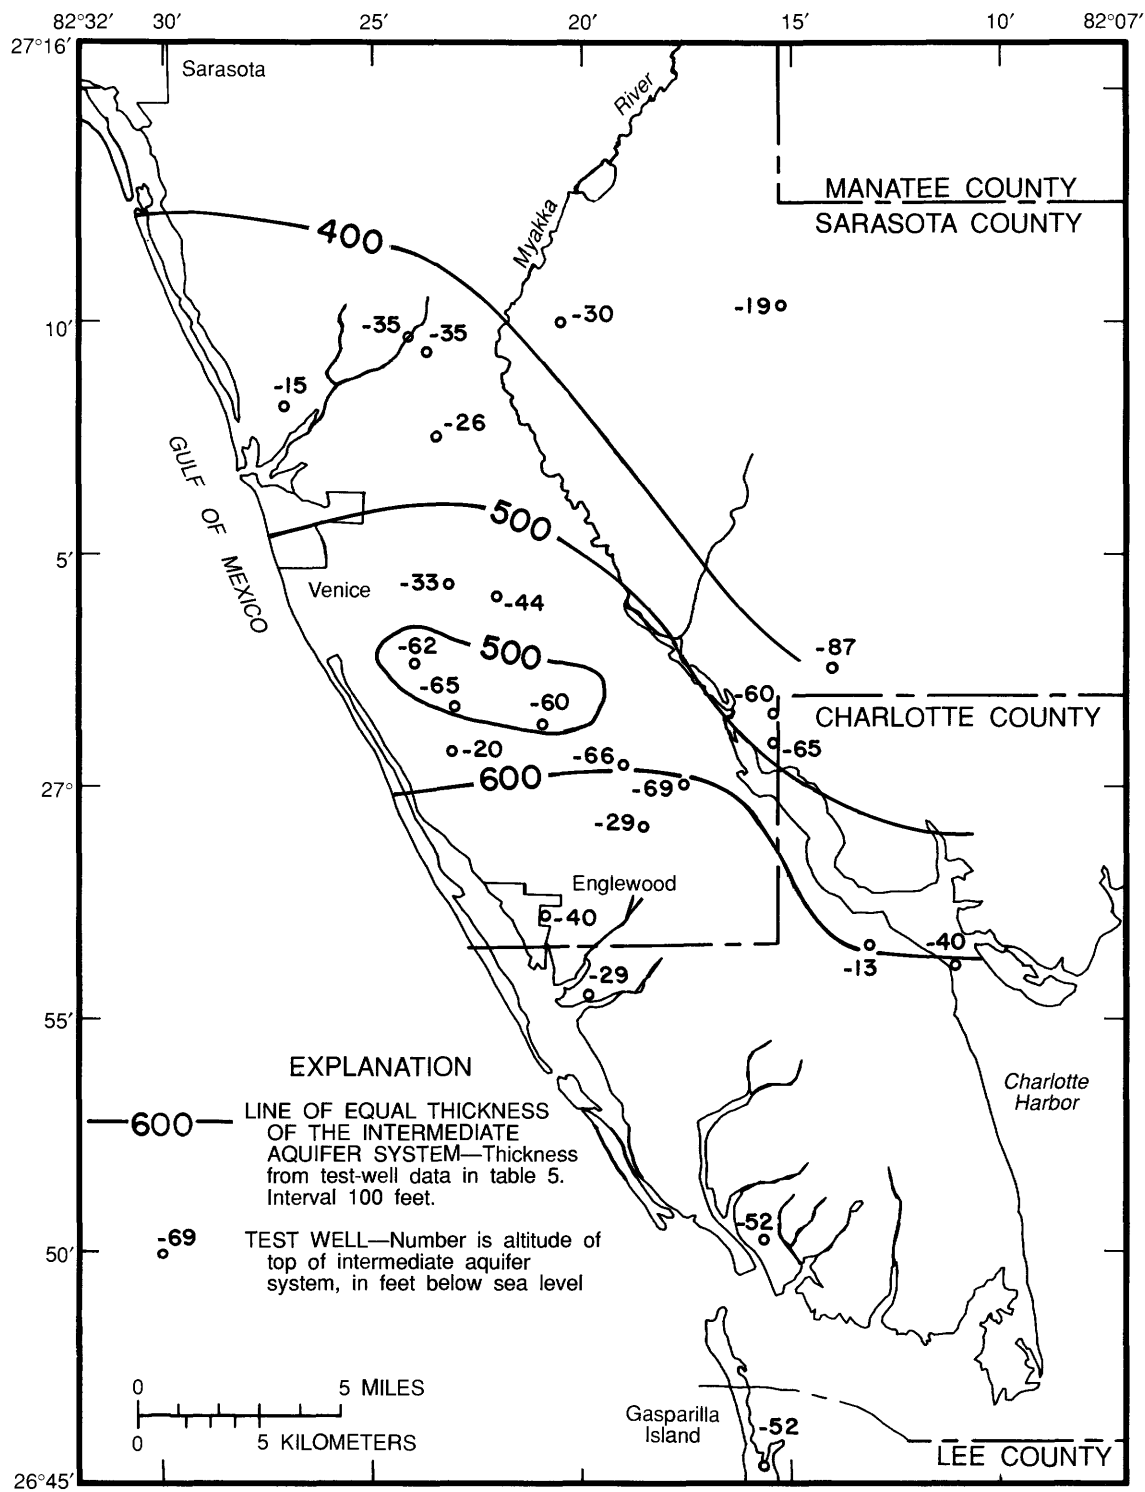 82°32′ 30′ 25′ 20′ 15′ 10′ 82°07′
27°16′
Sarasota
River
Myakka
MANATEE COUNTY
SARASOTA COUNTY
400
-19
-30
10′
-35
-35
-15
-26
GULF OF MEXICO
500
5′
Venice
-33
-44
-62
500
-87
-65
-60
-60
CHARLOTTE COUNTY
-20
-66
-65
27°
600
-69
-29
Englewood
-40
-40
-13
-29
55′
EXPLANATION
Charlotte
Harbor
600
LINE OF EQUAL THICKNESS
OF THE INTERMEDIATE
AQUIFER SYSTEM—Thickness
from test-well data in table 5.
Interval 100 feet.
-69
TEST WELL—Number is altitude of
top of intermediate aquifer
system, in feet below sea level
50′
-52
0 5 MILES
0 5 KILOMETERS
Gasparilla
Island
-52
LEE COUNTY
26°45′